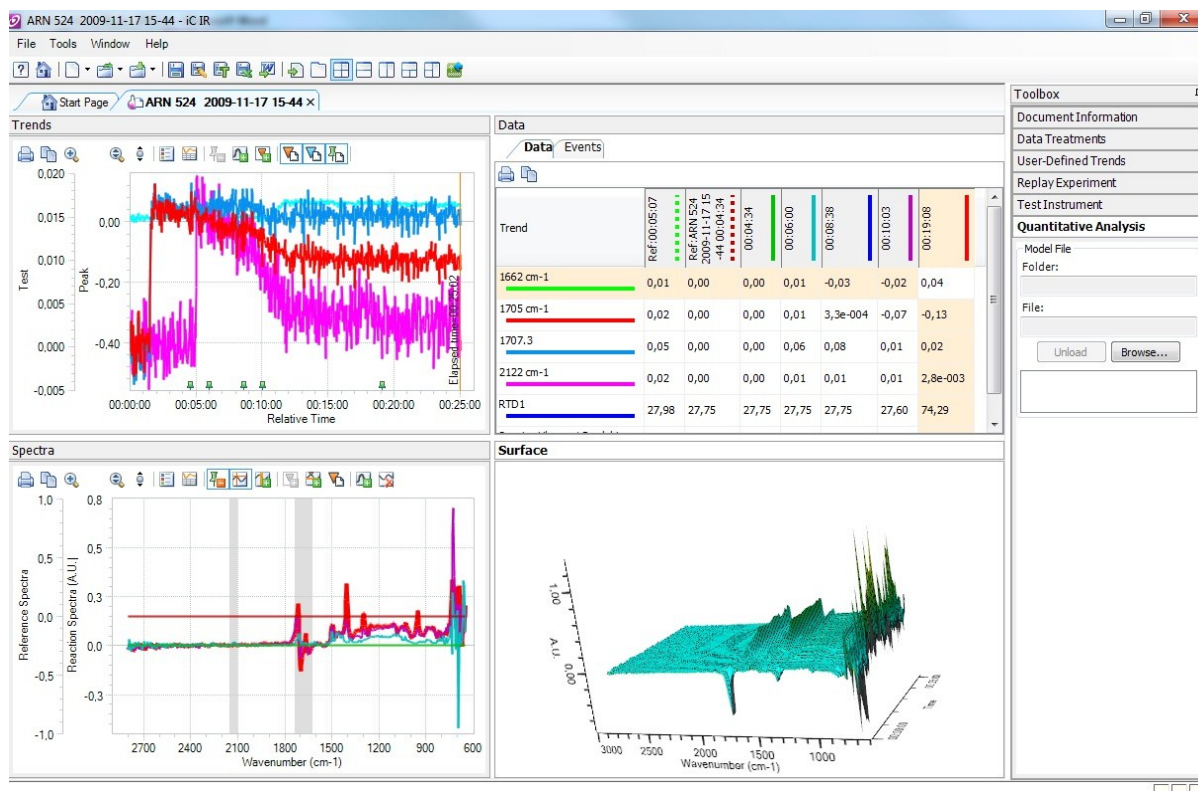 ARN 524 2009-11-17 15-44 - iC IR
File Tools Window Help
Start Page ARN 524 2009-11-17 15-44 ×
Trends
0,020
0,015
0,010
0,005
0,000
-0,005
Test
0,00
-0,20
-0,40
Peak
Elapsed time=00:25:02
00:00:00 00:05:00 00:10:00 00:15:00 00:20:00 00:25:00
Relative Time
Data
Data Events
Trend
Ref:00:05:07
Ref:ARN 524
2009-11-17 15
-44 00:04:34
00:04:34
00:06:00
00:08:38
00:10:03
00:19:08
1662 cm-1 0,01 0,00 0,00 0,01 -0,03 -0,02 0,04
1705 cm-1 0,02 0,00 0,00 0,01 3,3e-004 -0,07 -0,13
1707.3 0,05 0,00 0,00 0,06 0,08 0,01 0,02
2122 cm-1 0,02 0,00 0,00 0,01 0,01 0,01 2,8e-003
RTD1 27,98 27,75 27,75 27,75 27,75 27,60 74,29
Spectra
1,0
0,5
0,0
-0,5
-1,0
Reference Spectra
0,8
0,5
0,3
0,0
-0,3
Reaction Spectra (A.U.)
2700 2400 2100 1800 1500 1200 900 600
Wavenumber (cm-1)
Surface
1,00
A.U.
0,00
3000 2500 2000 1500 1000
Wavenumber (cm-1)
Time
Toolbox
Document Information
Data Treatments
User-Defined Trends
Replay Experiment
Test Instrument
Quantitative Analysis
Model File
Folder:
File:
Unload Browse...